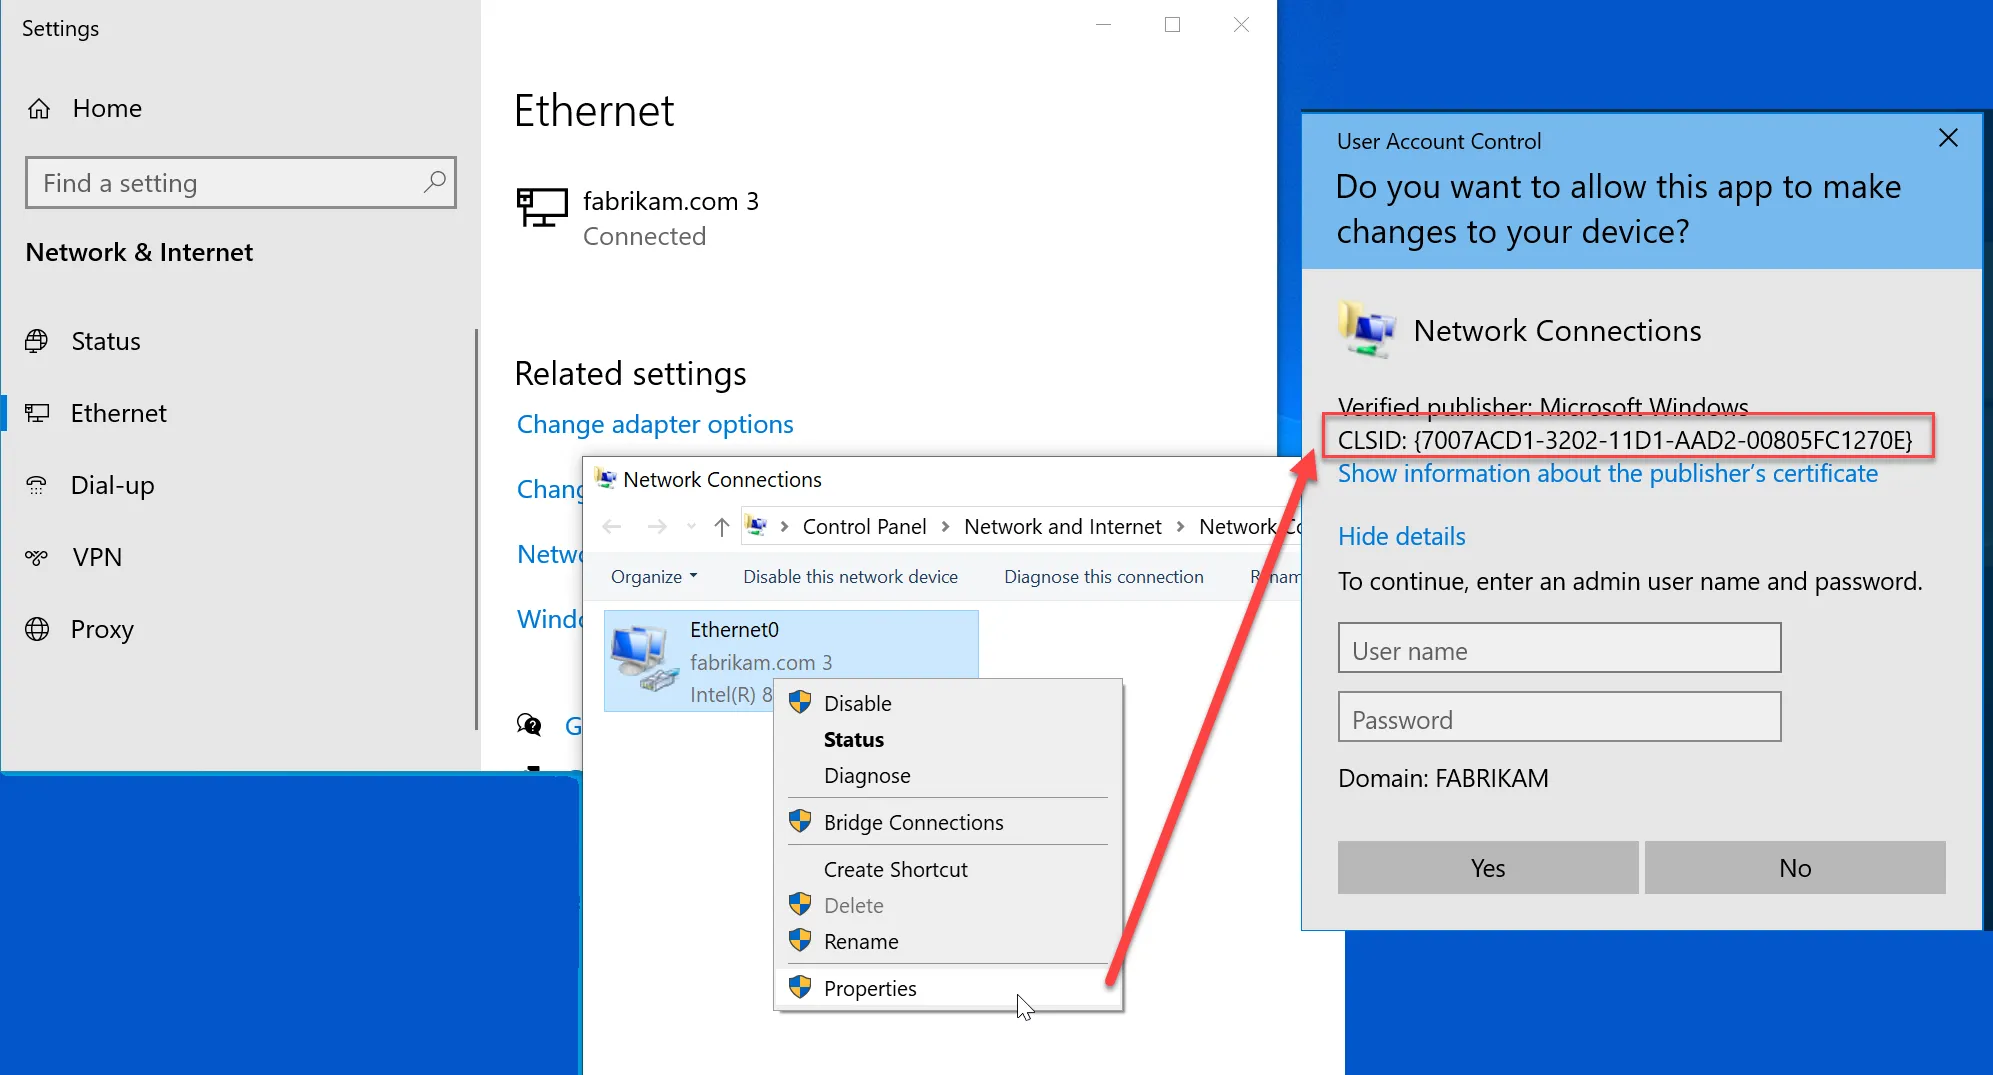 Settings
Home
Find a setting
Network & Internet
Status
Ethernet
Dial-up
VPN
Proxy
Ethernet
fabrikam.com 3
Connected
Related settings
Change adapter options
Network Connections
Control Panel > Network and Internet > Network
Organize
Disable this network device
Diagnose this connection
Ethernet0
fabrikam.com 3
Intel(R) 8
Disable
Status
Diagnose
Bridge Connections
Create Shortcut
Delete
Rename
Properties
User Account Control
Do you want to allow this app to make
changes to your device?
Network Connections
Verified publisher: Microsoft Windows
CLSID: {7007ACD1-3202-11D1-AAD2-00805FC1270E}
Show information about the publisher’s certificate
Hide details
To continue, enter an admin user name and password.
User name
Password
Domain: FABRIKAM
Yes
No